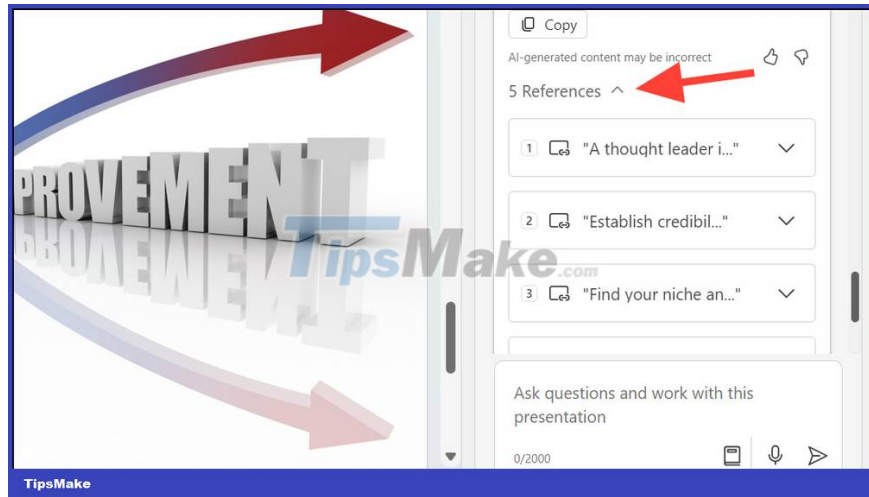 PROVEMENT
TipsMake.com
Copy
AI-generated content may be incorrect
5 References
1 "A thought leader i..."
2 "Establish credibil..."
3 "Find your niche an..."
Ask questions and work with this
presentation
0/2000
TipsMake